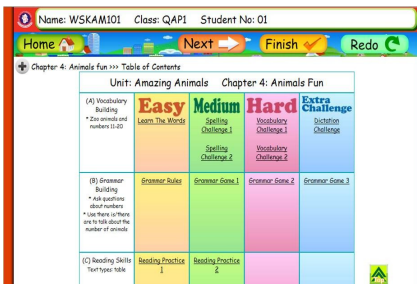 Name: WSKAM101 Class: QAP1 Student No: 01
Home Next Finish Redo
Chapter 4: Animals fun >>> Table of Contents
Unit: Amazing Animals Chapter 4: Animals Fun
(A) Vocabulary
Building
* Zoo animals and
numbers 11-20
Easy
Learn The Words
Medium
Spelling
Challenge 1
Spelling
Challenge 2
Hard
Vocabulary
Challenge 1
Vocabulary
Challenge 2
Extra
Challenge
Dictation
Challenge
(B) Grammar
Building
* Ask questions
about numbers
* Use there is/there
are to talk about the
number of animals
Grammar Rules
Grammar Game 1
Grammar Game 2
Grammar Game 3
(C) Reading Skills
Text types: table
Reading Practice
1
Reading Practice
2